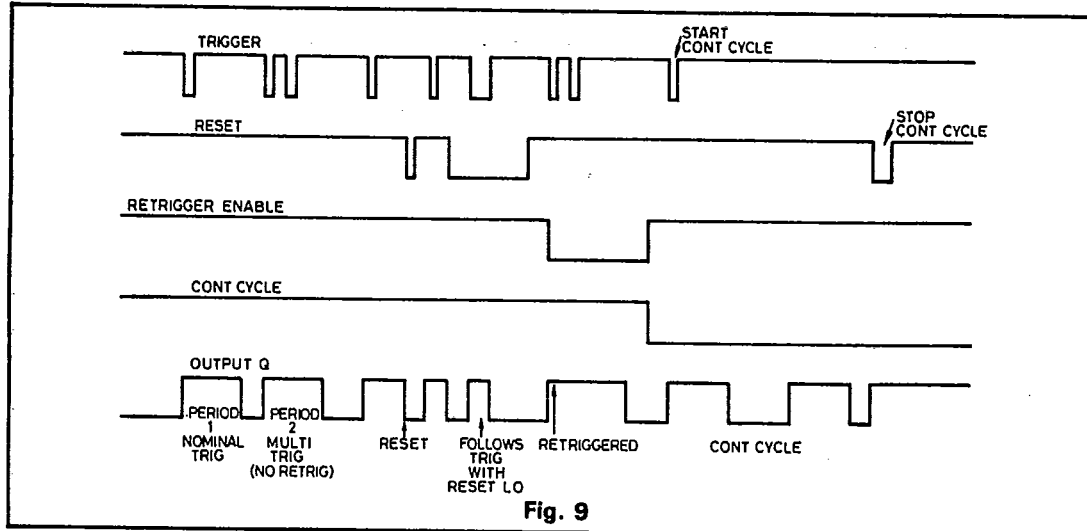 TRIGGER
START
CONT CYCLE
RESET
STOP
CONT CYCLE
RETRIGGER ENABLE
CONT CYCLE
OUTPUT Q
PERIOD
1
NOMINAL
TRIG
PERIOD
2
MULTI
TRIG
(NO RETRIG)
RESET
FOLLOWS
TRIG
WITH
RESET LO
RETRIGGERED
CONT CYCLE
Fig. 9